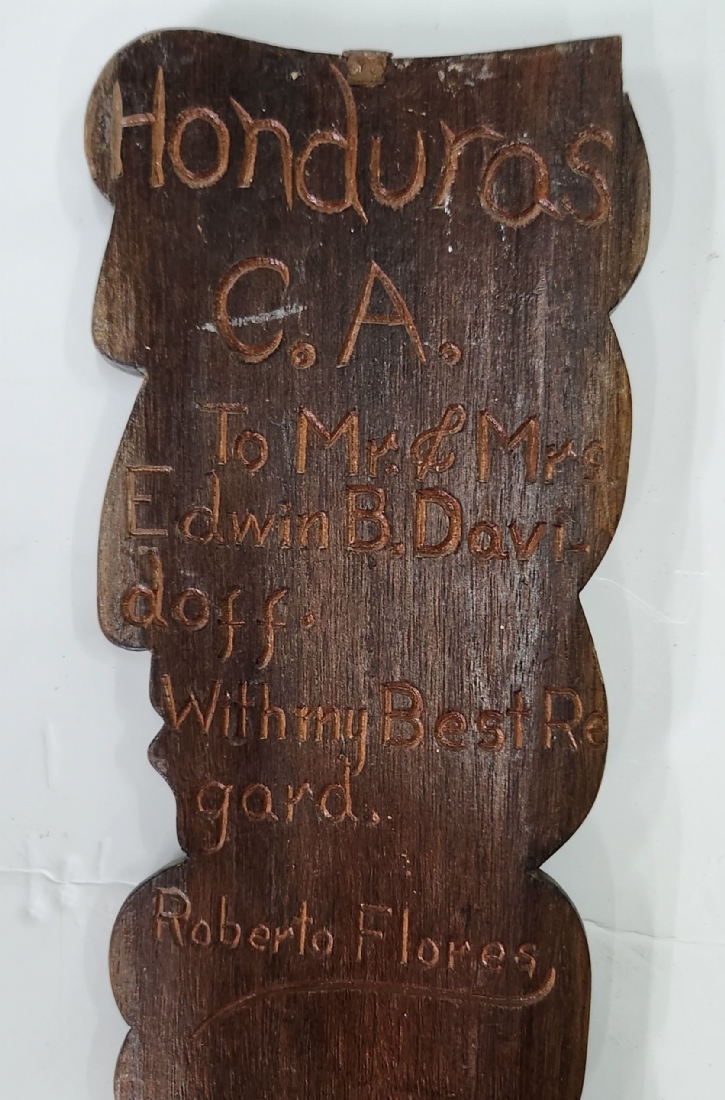 Honduras
C. A.
To Mr. & Mrs
Edwin B. Davi-
doff.
With my Best Re
gard.
Roberto Flores,